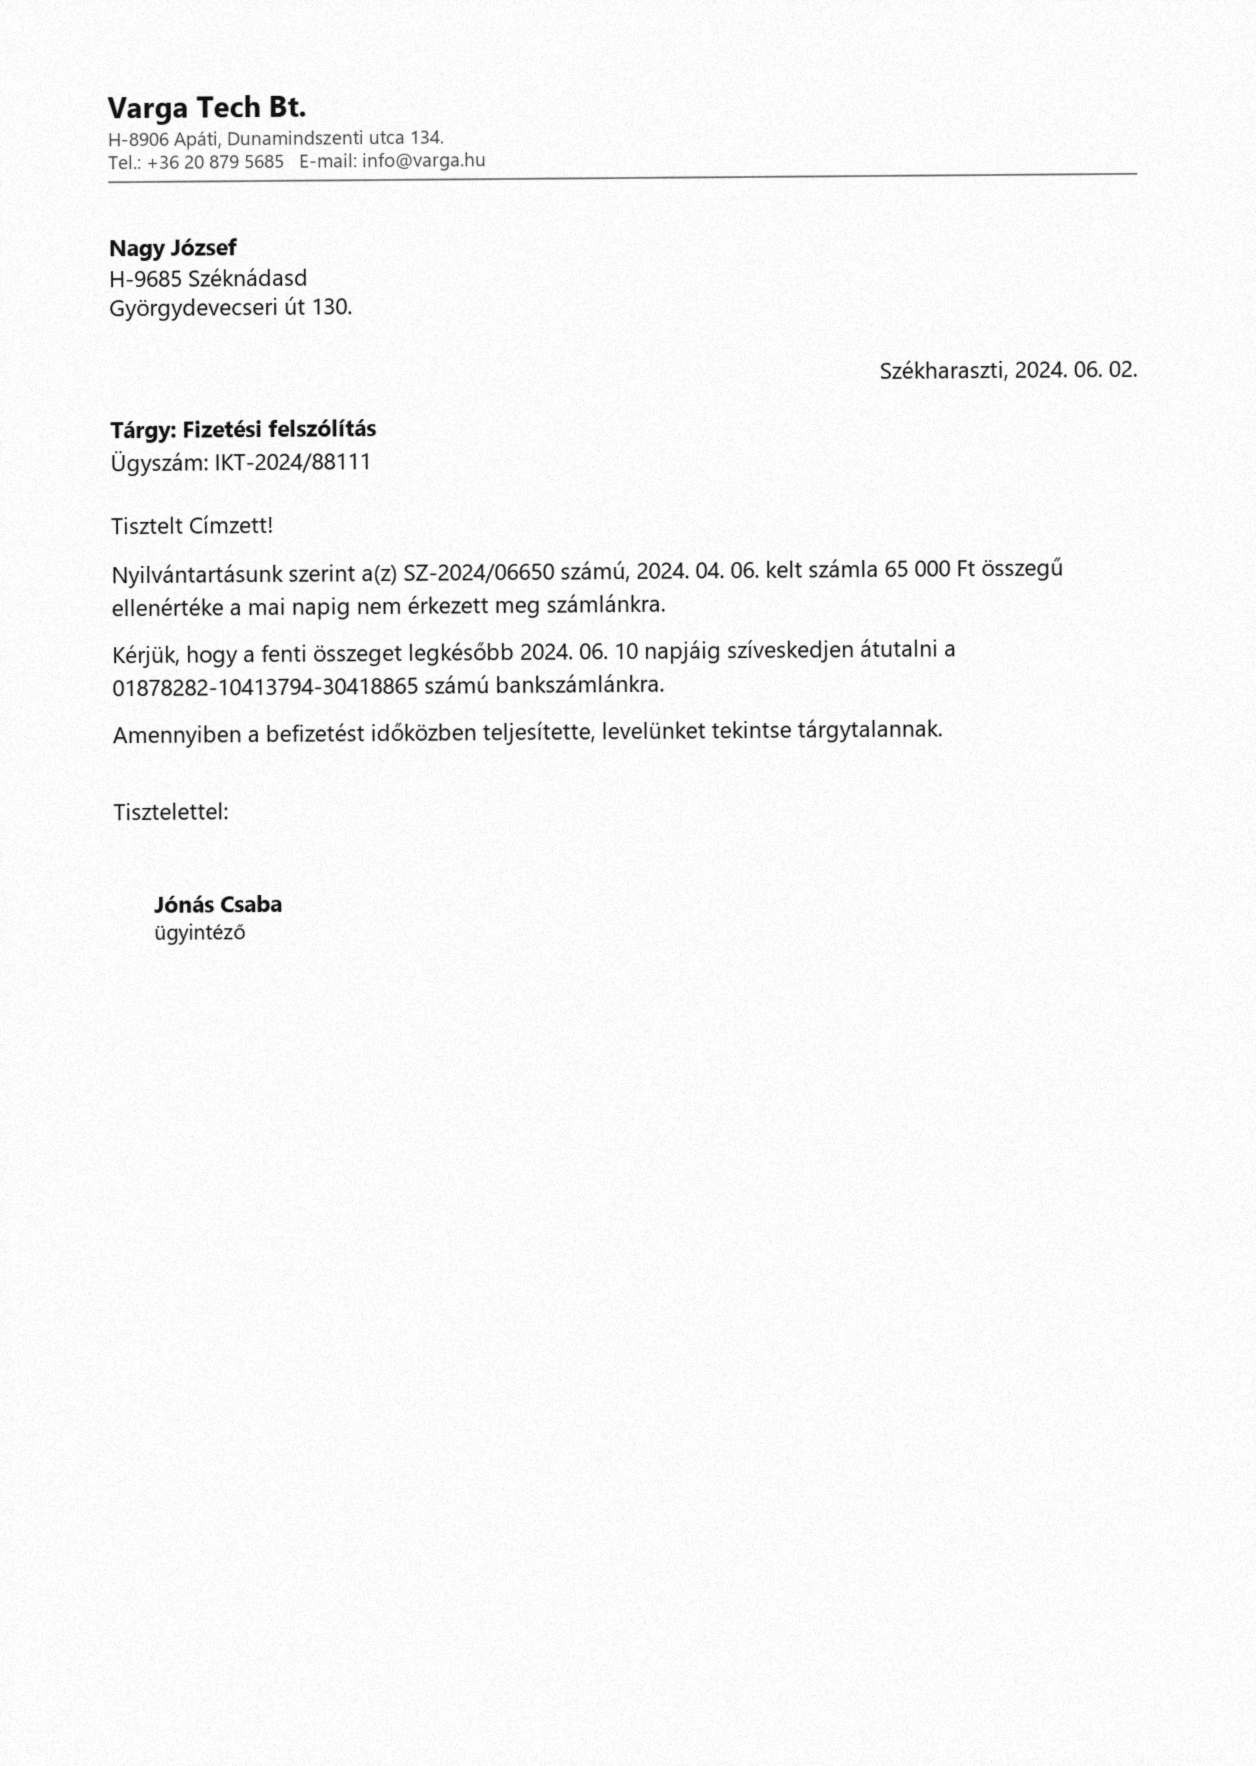 Varga Tech Bt.
H-8906 Apáti, Dunamindszenti utca 134.
Tel.: +36 20 879 5685 E-mail: info@varga.hu
Nagy József
H-9685 Széknádasd
Györgydevecseri út 130.
Székharaszti, 2024. 06. 02.
Tárgy: Fizetési felszólítás
Ügyszám: IKT-2024/88111
Tisztelt Címzett!
Nyilvántartásunk szerint a(z) SZ-2024/06650 számú, 2024. 04. 06. kelt számla 65 000 Ft összegű
ellenértéke a mai napig nem érkezett meg számlánkra.
Kérjük, hogy a fenti összeget legkésőbb 2024. 06. 10 napjáig szíveskedjen átutalni a
01878282-10413794-30418865 számú bankszámlánkra.
Amennyiben a befizetést időközben teljesítette, levelünket tekintse tárgytalannak.
Tisztelettel:
Jónás Csaba
ügyintéző